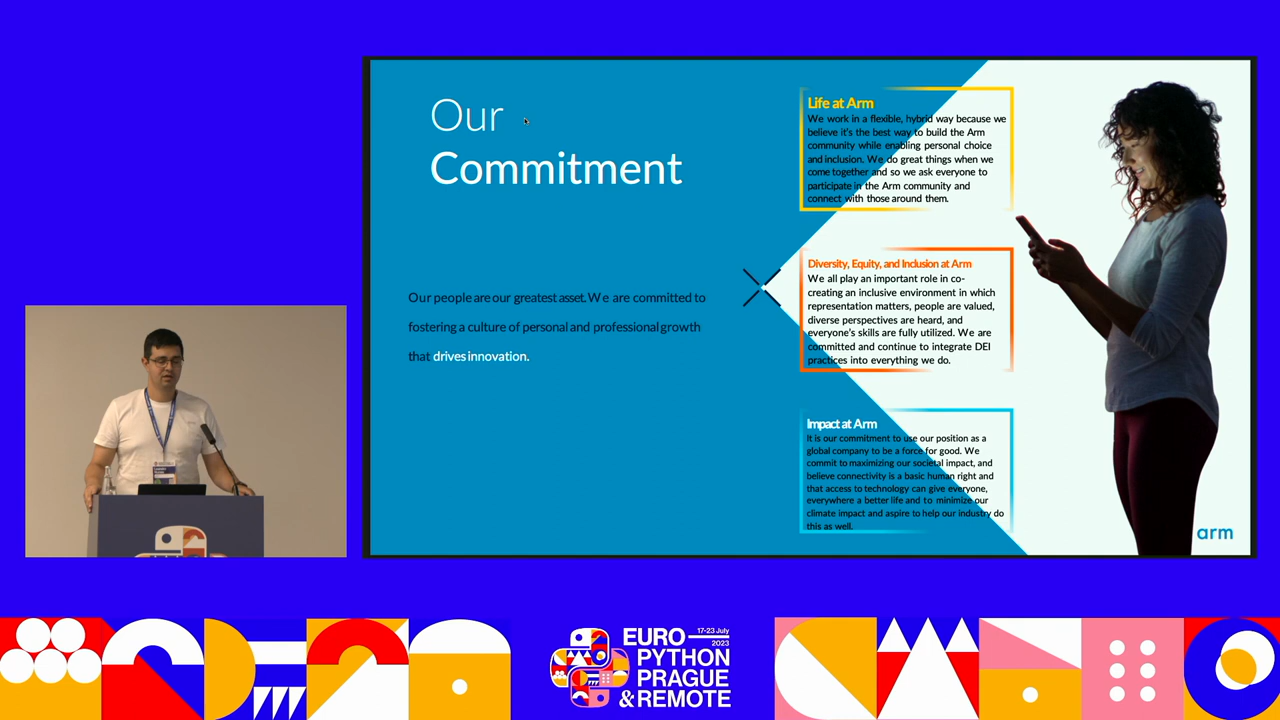 Our
Commitment
Our people are our greatest asset. We are committed to
fostering a culture of personal and professional growth
that drives innovation.
Life at Arm
We work in a flexible, hybrid way because we
believe it's the best way to build the Arm
community while enabling personal choice
and inclusion. We do great things when we
come together and so we ask everyone to
participate in the Arm community and
connect with those around them.
Diversity, Equity, and Inclusion at Arm
We all play an important role in co-
creating an inclusive environment in which
representation matters, people are valued,
diverse perspectives are heard, and
everyone's skills are fully utilized. We are
committed and continue to integrate DEI
practices into everything we do.
Impact at Arm
It is our commitment to use our position as a
global company to be a force for good. We
commit to maximizing our societal impact, and
believe connectivity is a basic human right and
that access to technology can give everyone,
everywhere a better life and to minimize our
climate impact and aspire to help our industry do
this as well.
arm
EURO
17-23 July
2023
PYTHON
PRAGUE
& REMOTE